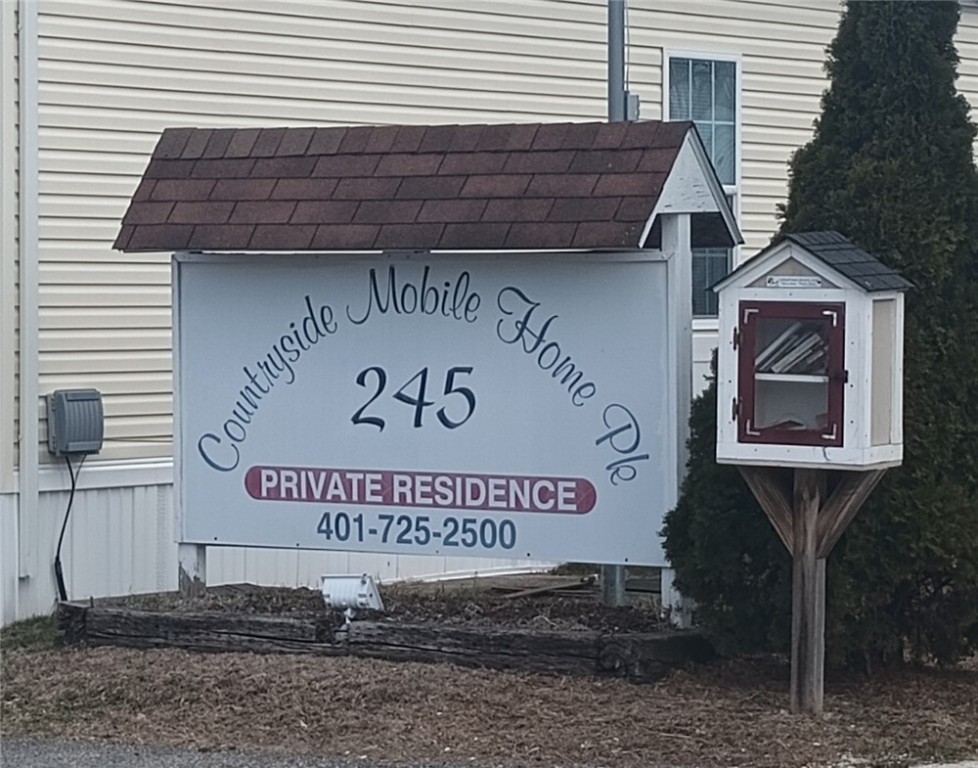 Countryside Mobile Home Pk
245
PRIVATE RESIDENCE
401-725-2500